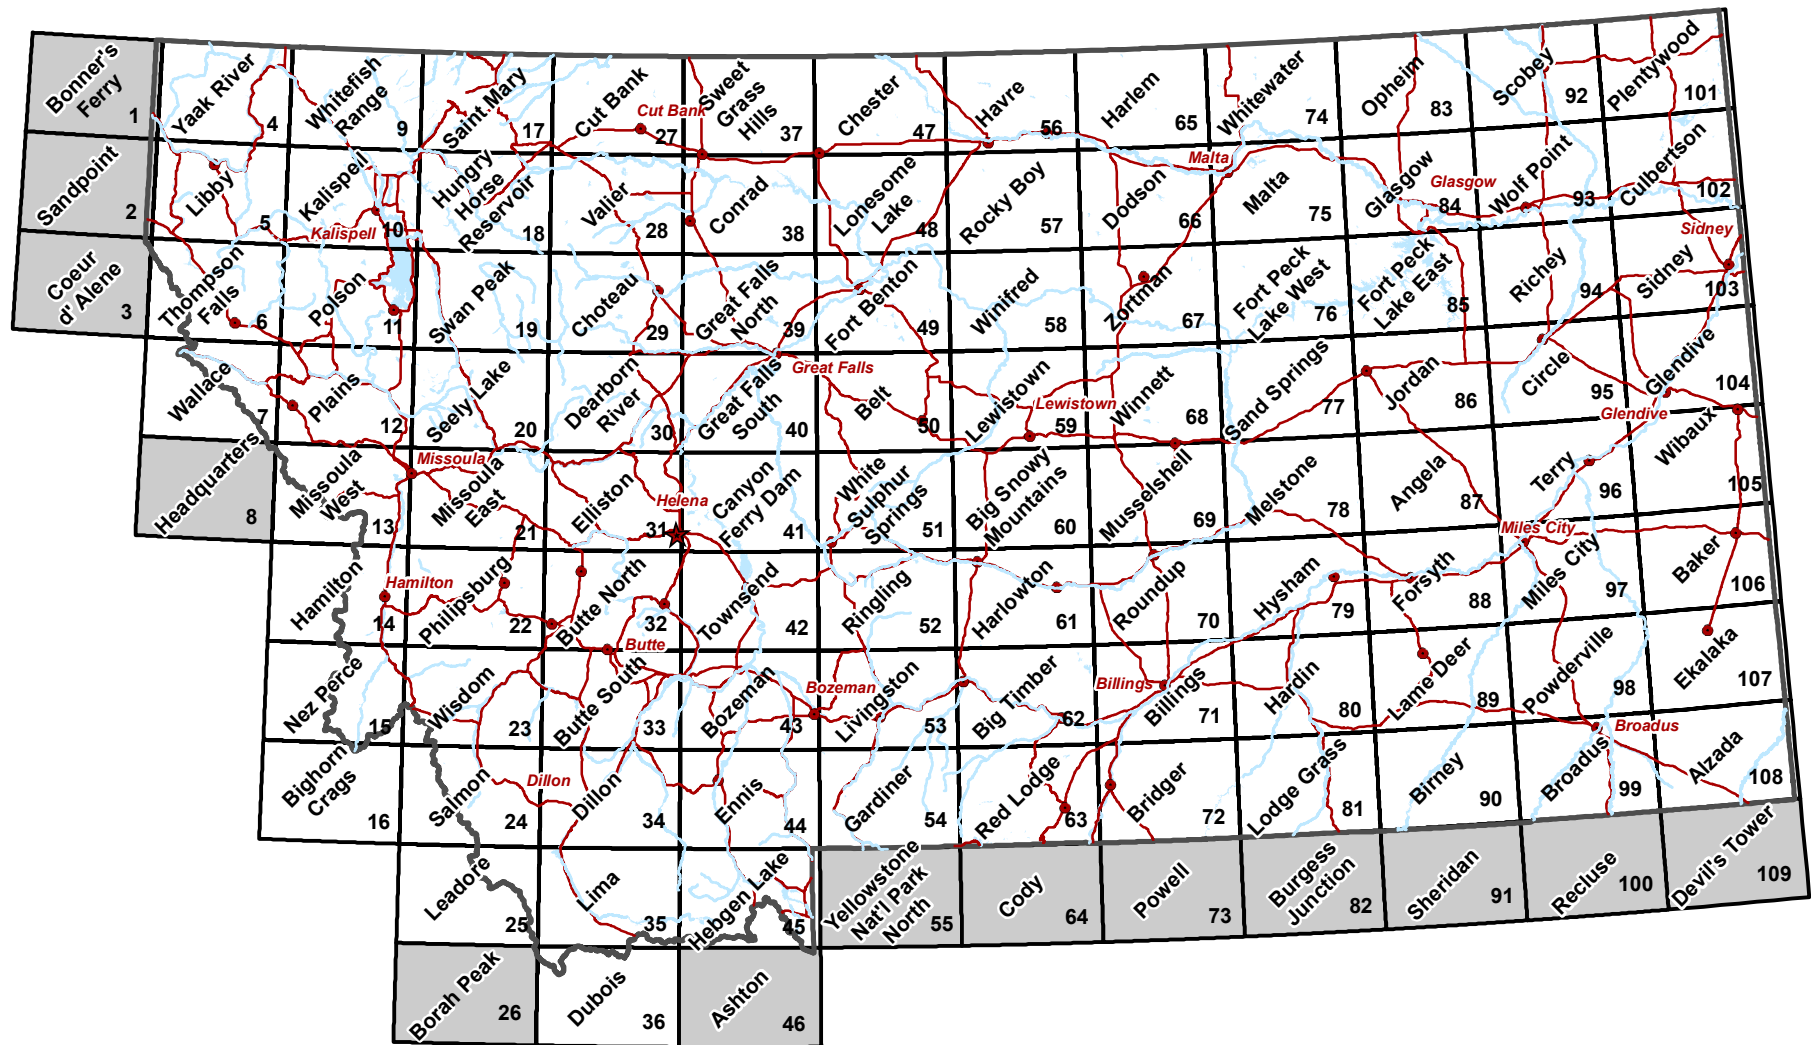 Bonner's
Ferry
1
Sandpoint
2
Coeur
d' Alene
3
Yaak River
4
Libby
5
Thompson
Falls
6
Wallace
7
Headquarters
8
Whitefish
Range
9
Kalispell
10
Kalispell
Polson
11
Plains
12
Missoula
West
13
Hamilton
14
Nez Perce
15
Bighorn
Crags
16
Saint Mary
17
Hungry
Horse
Reservoir
18
Swan Peak
19
Seely Lake
20
Missoula
Missoula
East
21
Hamilton
Philipsburg
22
Wisdom
23
Salmon
24
Leadore
25
Borah Peak
26
Cut Bank
27
Cut Bank
Valier
28
Choteau
29
Dearborn
River
30
Elliston
31
Helena
Butte North
32
Butte
Butte South
33
Dillon
Dillon
34
Lima
35
Dubois
36
Sweet
Grass
Hills
37
Conrad
38
Great Falls
North
39
Great Falls
Great Falls
South
40
Canyon
Ferry Dam
41
Townsend
42
Bozeman
43
Bozeman
Ennis
44
Hebgen Lake
45
Ashton
46
Chester
47
Lonesome
Lake
48
Fort Benton
49
Belt
50
White
Sulphur
Springs
51
Ringling
52
Livingston
53
Gardiner
54
Yellowstone
Nat'l Park
North
55
Havre
56
Rocky Boy
57
Winifred
58
Lewistown
59
Lewistown
Big Snowy
Mountains
60
Harlowton
61
Big Timber
62
Red Lodge
63
Cody
64
Harlem
65
Dodson
66
Zortman
67
Winnett
68
Musselshell
69
Roundup
70
Billings
Billings
71
Bridger
72
Powell
73
Whitewater
74
Malta
Malta
75
Fort Peck
Lake West
76
Sand Springs
77
Melstone
78
Hysham
79
Hardin
80
Lodge Grass
81
Burgess
Junction
82
Opheim
83
Glasgow
84
Glasgow
Fort Peck
Lake East
85
Jordan
86
Angela
87
Forsyth
88
Lame Deer
89
Birney
90
Sheridan
91
Scobey
92
Wolf Point
93
Richey
94
Circle
95
Terry
96
Miles City
Miles City
97
Powderville
98
Broadus
Broadus
99
Recluse
100
Plentywood
101
Culbertson
102
Sidney
Sidney
103
Glendive
104
Glendive
Wibaux
105
Baker
106
Ekalaka
107
Alzada
108
Devil's Tower
109